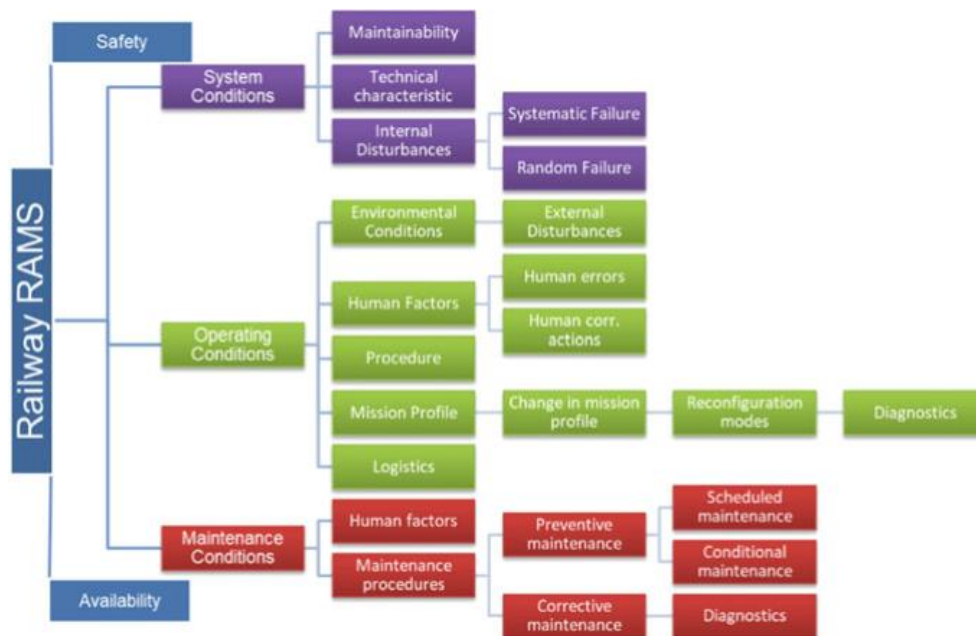 Safety
Railway RAMS
Availability
System
Conditions
Maintainability
Technical
characteristic
Internal
Disturbances
Systematic Failure
Random Failure
Operating
Conditions
Environmental
Conditions
External
Disturbances
Human Factors
Human errors
Human corr.
actions
Procedure
Mission Profile
Change in mission
profile
Reconfiguration
modes
Diagnostics
Logistics
Maintenance
Conditions
Human factors
Maintenance
procedures
Preventive
maintenance
Scheduled
maintenance
Conditional
maintenance
Corrective
maintenance
Diagnostics